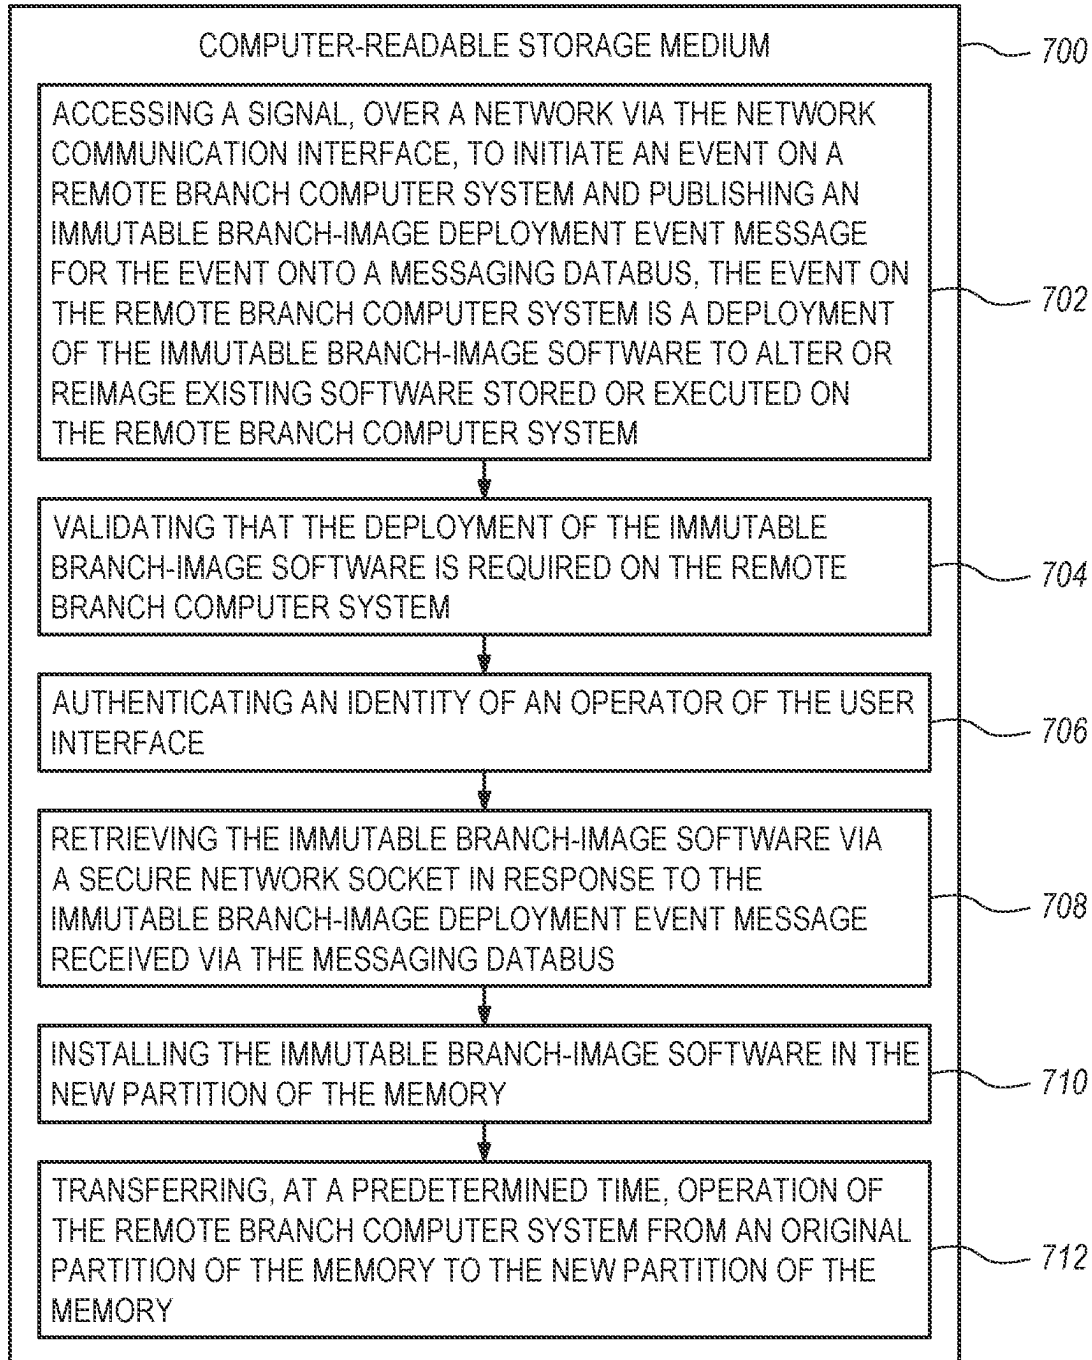 COMPUTER-READABLE STORAGE MEDIUM
700
ACCESSING A SIGNAL, OVER A NETWORK VIA THE NETWORK
COMMUNICATION INTERFACE, TO INITIATE AN EVENT ON A
REMOTE BRANCH COMPUTER SYSTEM AND PUBLISHING AN
IMMUTABLE BRANCH-IMAGE DEPLOYMENT EVENT MESSAGE
FOR THE EVENT ONTO A MESSAGING DATABUS, THE EVENT ON
THE REMOTE BRANCH COMPUTER SYSTEM IS A DEPLOYMENT
OF THE IMMUTABLE BRANCH-IMAGE SOFTWARE TO ALTER OR
REIMAGE EXISTING SOFTWARE STORED OR EXECUTED ON
THE REMOTE BRANCH COMPUTER SYSTEM
702
VALIDATING THAT THE DEPLOYMENT OF THE IMMUTABLE
BRANCH-IMAGE SOFTWARE IS REQUIRED ON THE REMOTE
BRANCH COMPUTER SYSTEM
704
AUTHENTICATING AN IDENTITY OF AN OPERATOR OF THE USER
INTERFACE
706
RETRIEVING THE IMMUTABLE BRANCH-IMAGE SOFTWARE VIA
A SECURE NETWORK SOCKET IN RESPONSE TO THE
IMMUTABLE BRANCH-IMAGE DEPLOYMENT EVENT MESSAGE
RECEIVED VIA THE MESSAGING DATABUS
708
INSTALLING THE IMMUTABLE BRANCH-IMAGE SOFTWARE IN THE
NEW PARTITION OF THE MEMORY
710
TRANSFERRING, AT A PREDETERMINED TIME, OPERATION OF
THE REMOTE BRANCH COMPUTER SYSTEM FROM AN ORIGINAL
PARTITION OF THE MEMORY TO THE NEW PARTITION OF THE
MEMORY
712